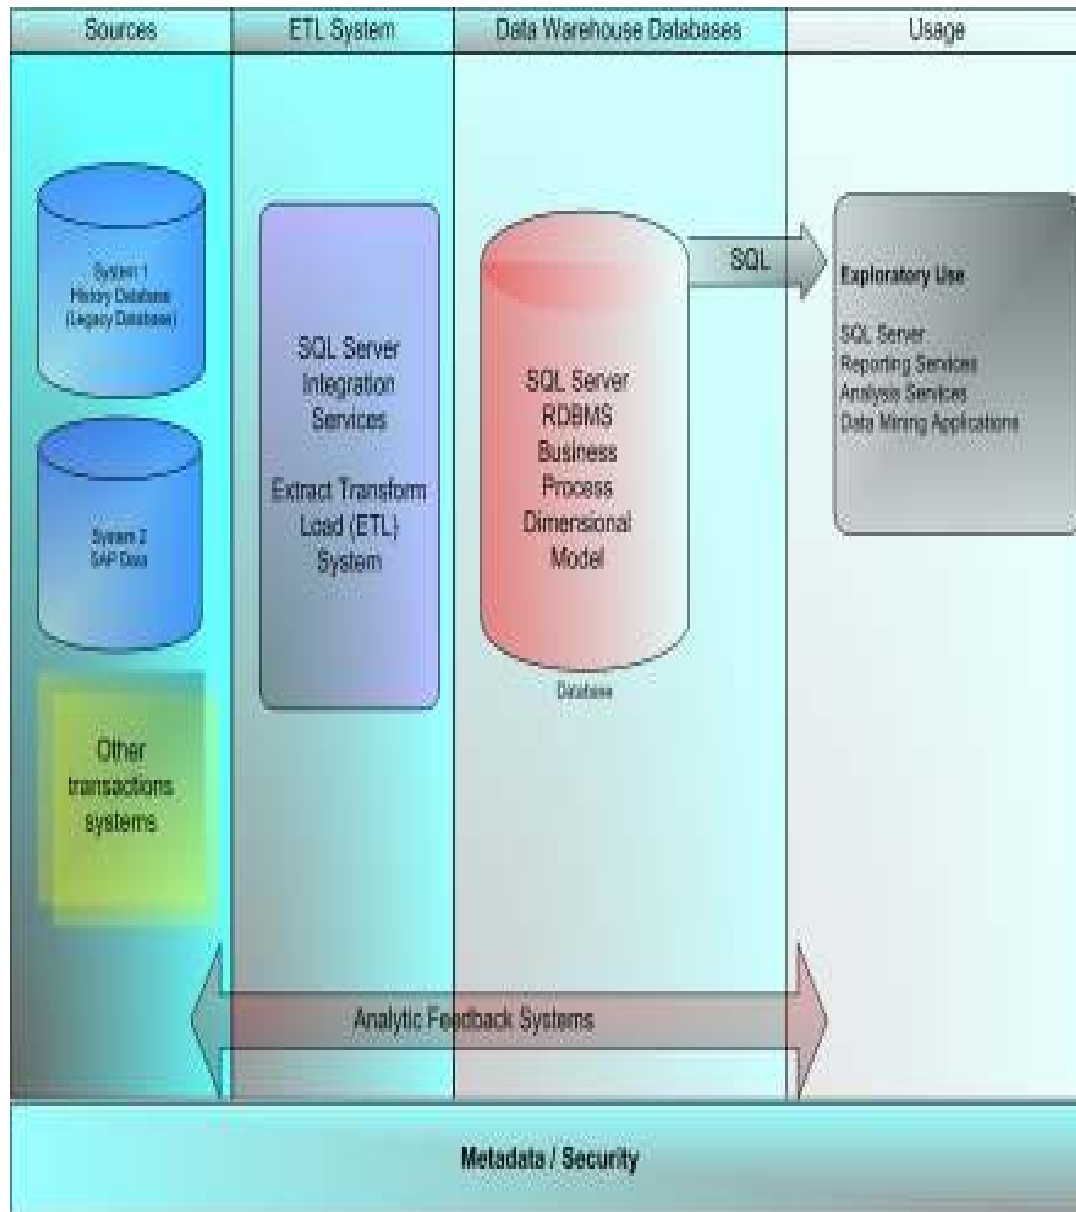 Sources
ETL System
Data Warehouse Databases
Usage
System 1
History Database
(Legacy Database)
System 2
SAP Data
Other
transactions
systems
SQL Server
Integration
Services
Extract Transform
Load (ETL)
System
SQL Server
RDBMS
Business
Process
Dimensional
Model
Database
SQL
Exploratory Use
SQL Server
Reporting Services
Analysis Services
Data Mining Applications
Analytic Feedback Systems
Metadata / Security